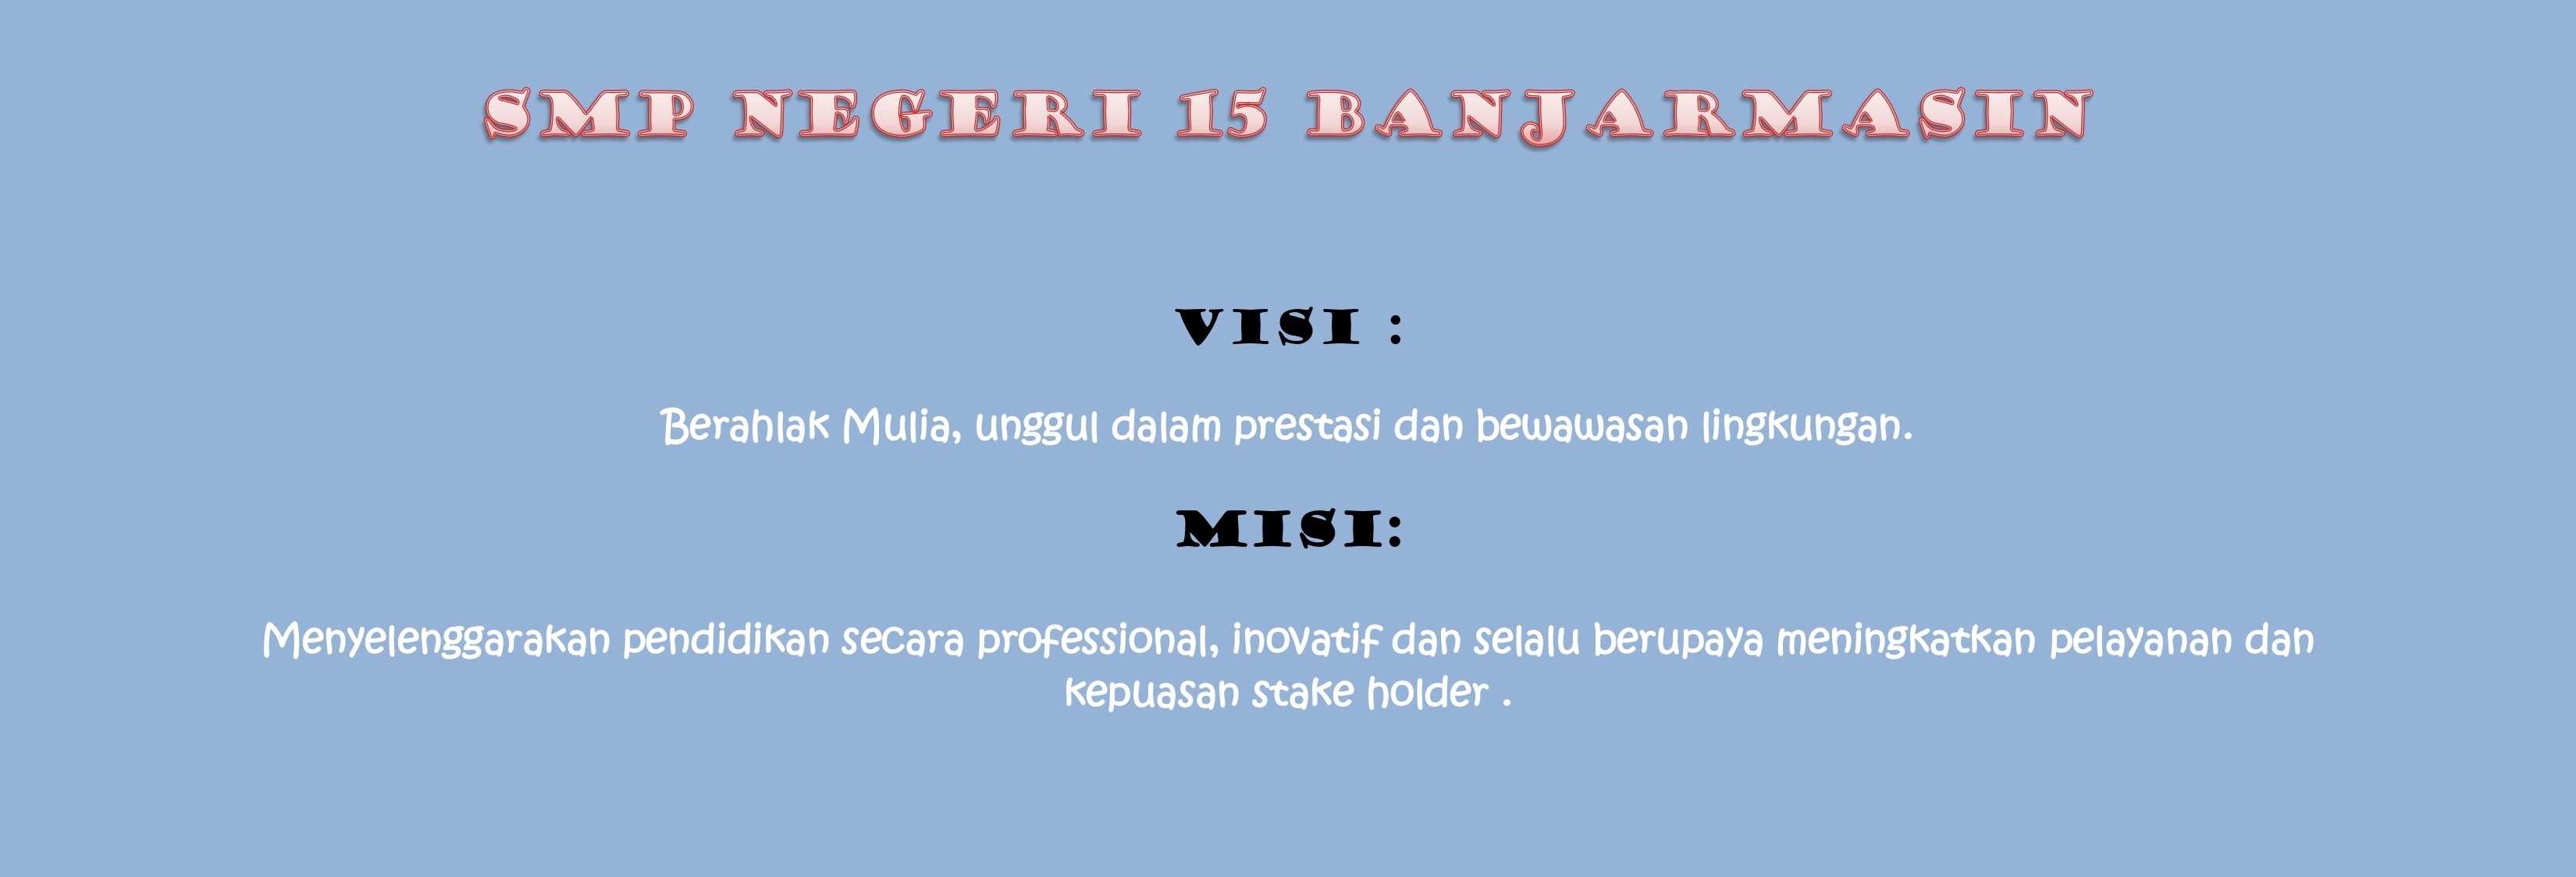 SMP NEGERI 15 BANJARMASIN
VISI :
Berahlak Mulia, unggul dalam prestasi dan bewawasan lingkungan.
MISI:
Menyelenggarakan pendidikan secara professional, inovatif dan selalu berupaya meningkatkan pelayanan dan
kepuasan stake holder .